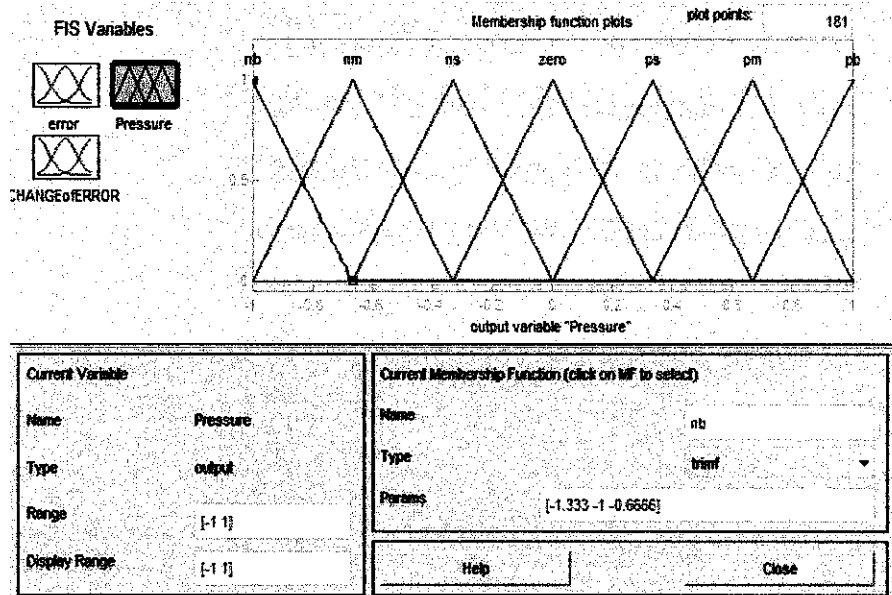 FIS Variables
Membership function plots
plot points:
181
error
Pressure
CHANGEofERROR
nb
nm
ns
zero
ps
pm
pb
1
0.5
0
-1
-0.8
-0.6
-0.4
-0.2
0
0.2
0.4
0.6
0.8
1
output variable "Pressure"
Current Variable
Name
Pressure
Type
output
Range
[-1 1]
Display Range
[-1 1]
Current Membership Function (click on MF to select)
Name
nb
Type
trimf
Params
[-1.333 -1 -0.6666]
Help
Close